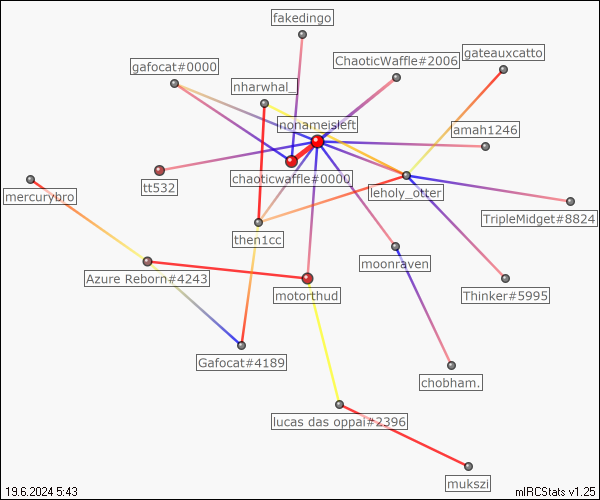 fakedingo
gateauxcatto
ChaoticWaffle#2006
gafocat#0000
nharwhal_
nonameisleft
amah1246
chaoticwaffle#0000
tt532
leholy_otter
mercurybro
TripleMidget#8824
then1cc
moonraven
Azure Reborn#4243
motorthud
Thinker#5995
Gafocat#4189
chobham.
lucas das oppai#2396
mukszi
19.6.2024 5:43
mIRCStats v1.25